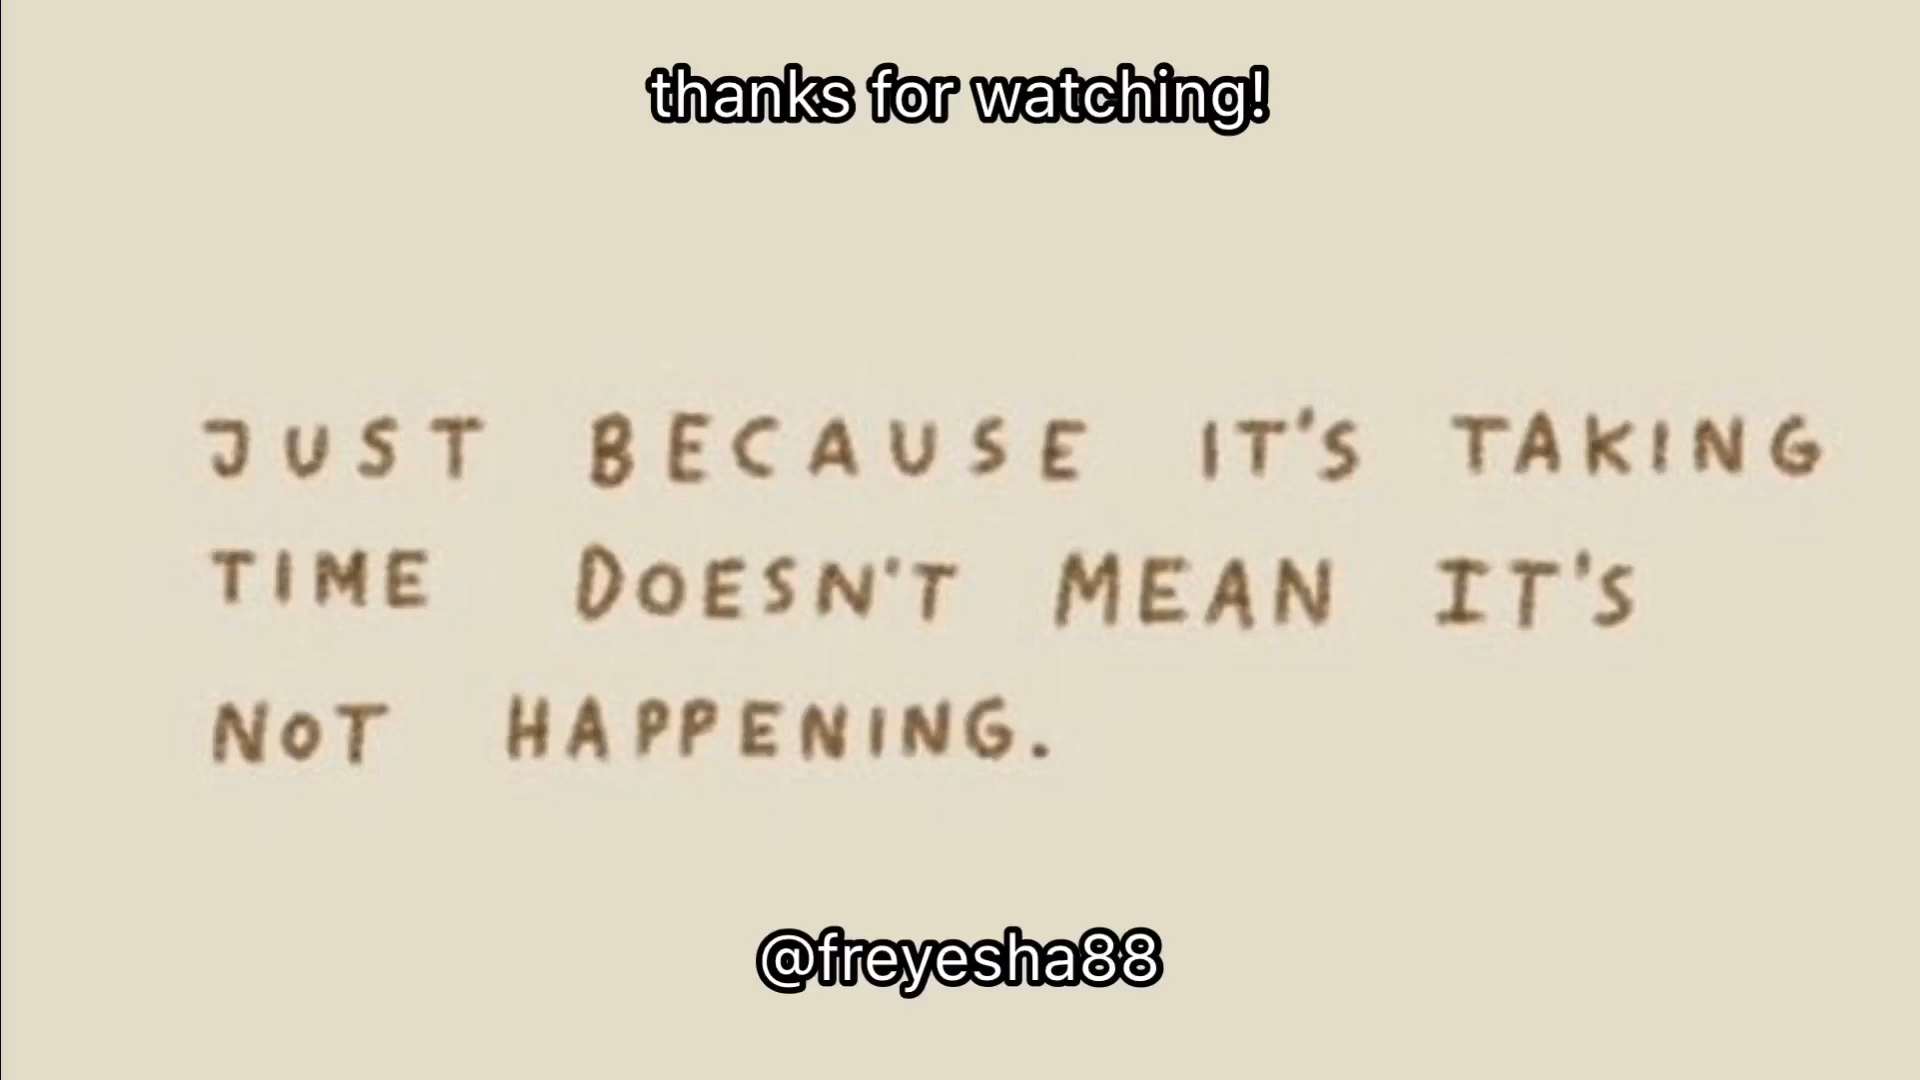 thanks for watching!
JUST BECAUSE IT'S TAKING
TIME DOESN'T MEAN IT'S
NOT HAPPENING.
@freyesha88